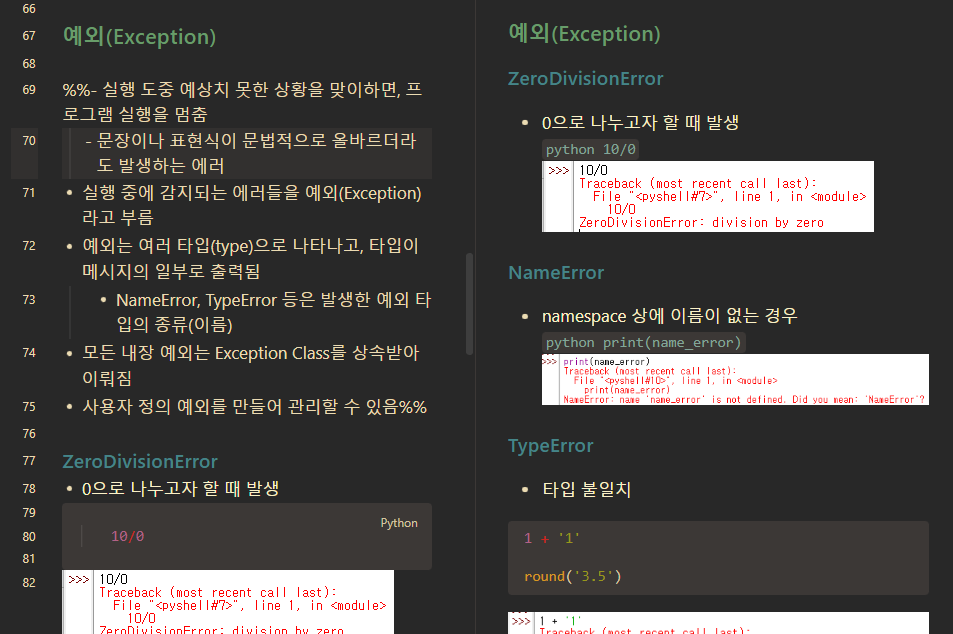 66
67 예외(Exception)
68
69 %%- 실행 도중 예상치 못한 상황을 맞이하면, 프
로그램 실행을 멈춤
70 - 문장이나 표현식이 문법적으로 올바르더라
도 발생하는 에러
71 • 실행 중에 감지되는 에러들을 예외(Exception)
라고 부름
72 • 예외는 여러 타입(type)으로 나타나고, 타입이
메시지의 일부로 출력됨
73 • NameError, TypeError 등은 발생한 예외 타
입의 종류(이름)
74 • 모든 내장 예외는 Exception Class를 상속받아
이뤄짐
75 • 사용자 정의 예외를 만들어 관리할 수 있음%%
76
77 ZeroDivisionError
78 • 0으로 나누고자 할 때 발생
79
Python
80 10/0
81
82
>>> 10/0
Traceback (most recent call last):
File "<pyshell#7>", line 1, in <module>
10/0
ZeroDivisionError: division by zero
예외(Exception)
ZeroDivisionError
• 0으로 나누고자 할 때 발생
python 10/0
>>> 10/0
Traceback (most recent call last):
File "<pyshell#7>", line 1, in <module>
10/0
ZeroDivisionError: division by zero
NameError
• namespace 상에 이름이 없는 경우
python print(name_error)
>>> print(name_error)
Traceback (most recent call last):
File "<pyshell#10>", line 1, in <module>
print(name_error)
NameError: name 'name_error' is not defined. Did you mean: 'NameError'?
TypeError
• 타입 불일치
1 + '1'
round('3.5')
>>> 1 + '1'
Traceback (most recent call last):